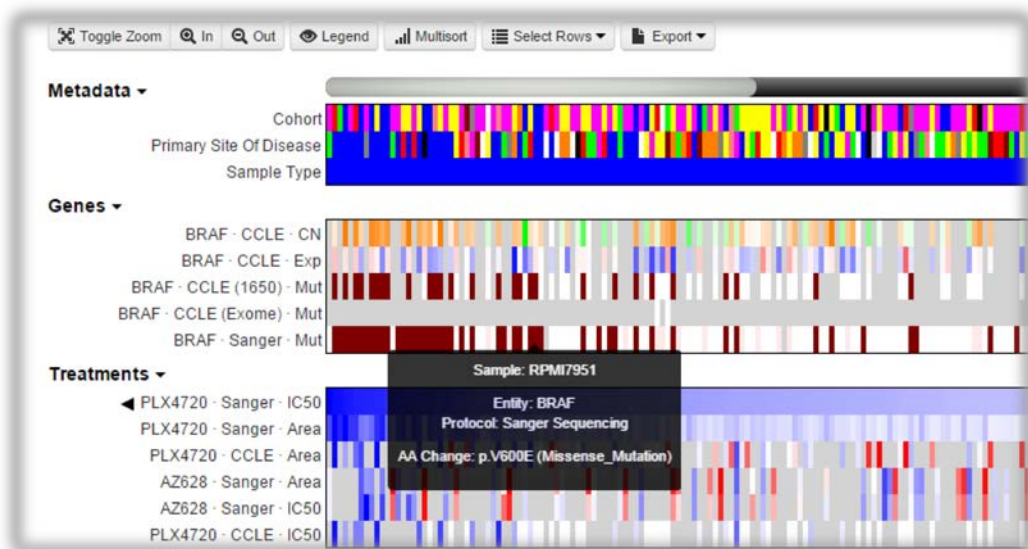 Toggle Zoom In Out Legend Multisort Select Rows Export
Metadata
Cohort
Primary Site Of Disease
Sample Type
Genes
BRAF · CCLE · CN
BRAF · CCLE · Exp
BRAF · CCLE (1650) · Mut
BRAF · CCLE (Exome) · Mut
BRAF · Sanger · Mut
Sample: RPMI7951
Entity: BRAF
Protocol: Sanger Sequencing
AA Change: p.V600E (Missense_Mutation)
Treatments
PLX4720 · Sanger · IC50
PLX4720 · Sanger · Area
PLX4720 · CCLE · Area
AZ628 · Sanger · Area
AZ628 · Sanger · IC50
PLX4720 · CCLE · IC50